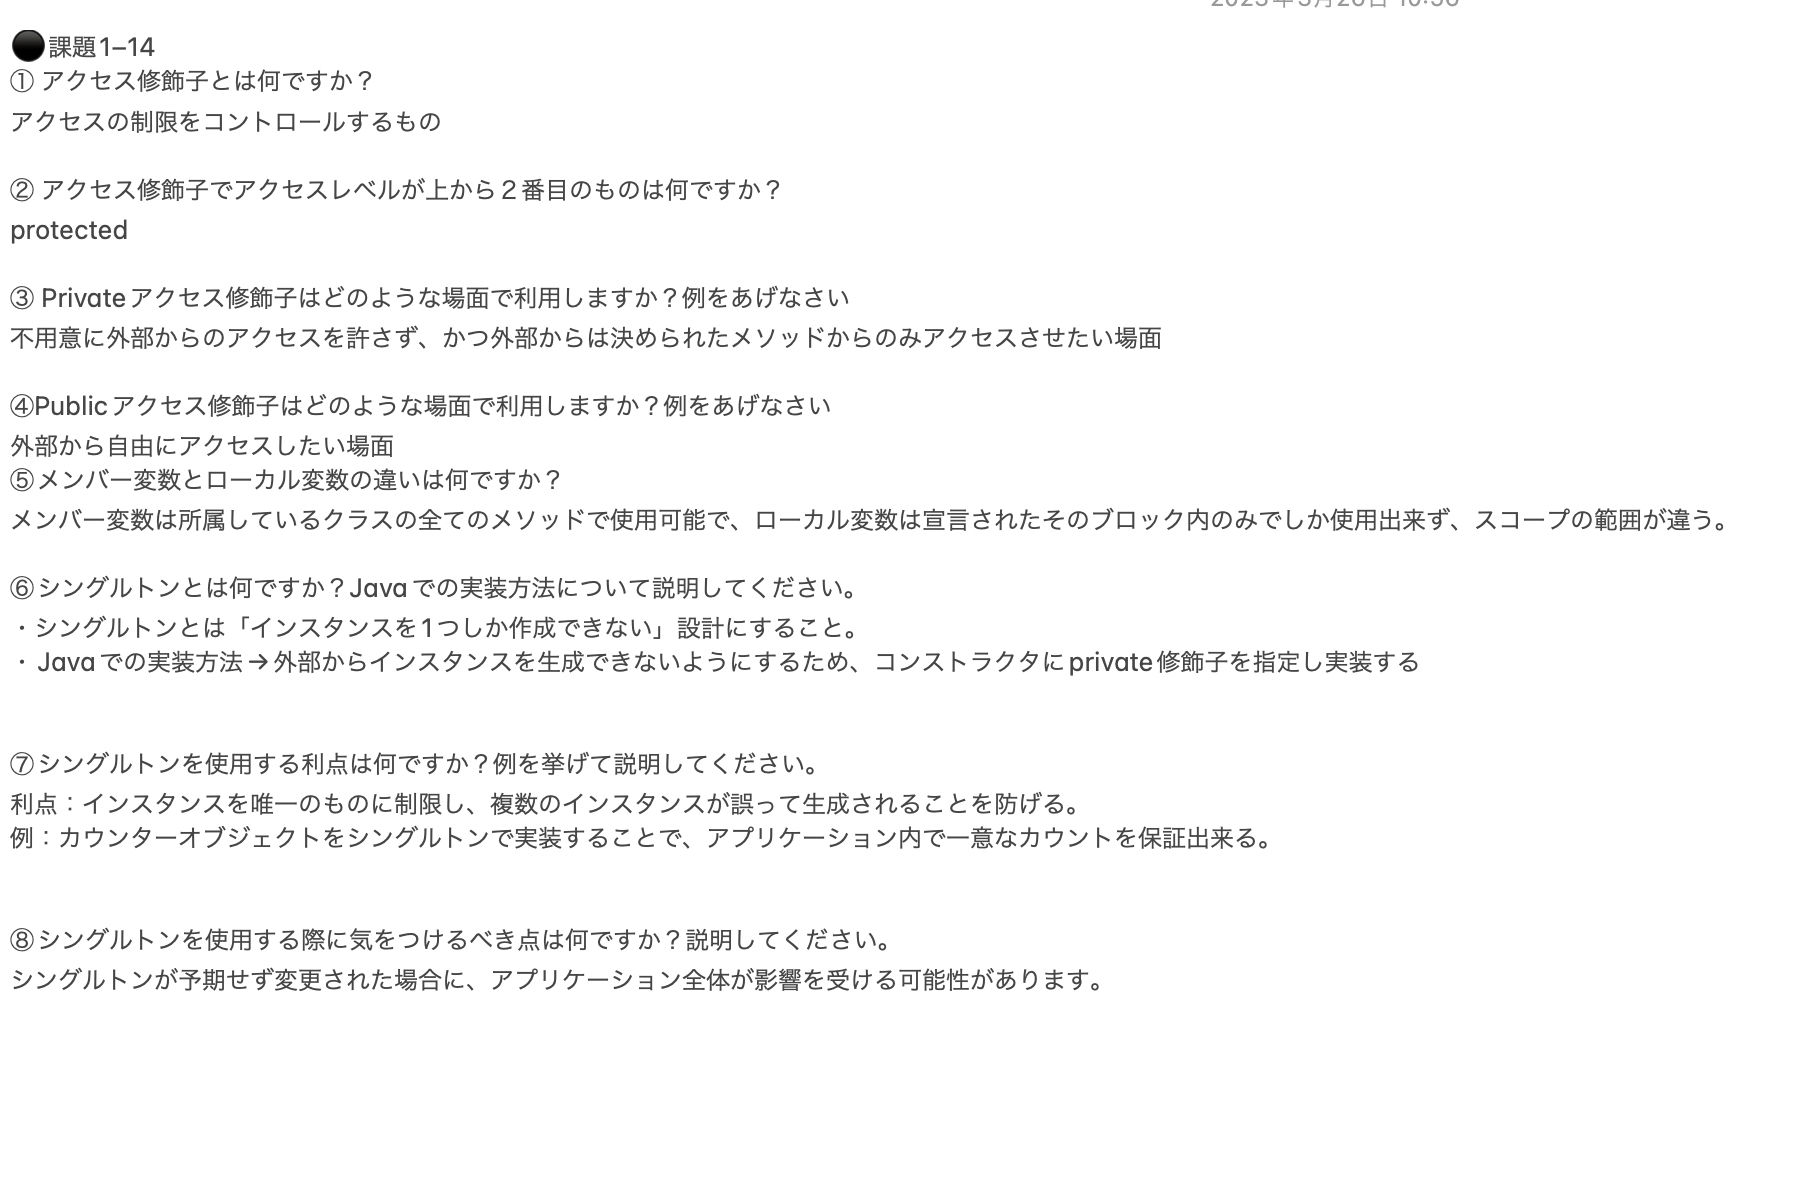 ●課題1–14
① アクセス修飾子とは何ですか？
アクセスの制限をコントロールするもの
② アクセス修飾子でアクセスレベルが上から２番目のものは何ですか？
protected
③ Privateアクセス修飾子はどのような場面で利用しますか？例をあげなさい
不用意に外部からのアクセスを許さず、かつ外部からは決められたメソッドからのみアクセスさせたい場面
④Publicアクセス修飾子はどのような場面で利用しますか？例をあげなさい
外部から自由にアクセスしたい場面
⑤メンバー変数とローカル変数の違いは何ですか？
メンバー変数は所属しているクラスの全てのメソッドで使用可能で、ローカル変数は宣言されたそのブロック内のみでしか使用出来ず、スコープの範囲が違う。
⑥シングルトンとは何ですか？Javaでの実装方法について説明してください。
・シングルトンとは「インスタンスを1つしか作成できない」設計にすること。
・Javaでの実装方法→外部からインスタンスを生成できないようにするため、コンストラクタにprivate修飾子を指定し実装する
⑦シングルトンを使用する利点は何ですか？例を挙げて説明してください。
利点：インスタンスを唯一のものに制限し、複数のインスタンスが誤って生成されることを防げる。
例：カウンターオブジェクトをシングルトンで実装することで、アプリケーション内で一意なカウントを保証出来る。
⑧シングルトンを使用する際に気をつけるべき点は何ですか？説明してください。
シングルトンが予期せず変更された場合に、アプリケーション全体が影響を受ける可能性があります。